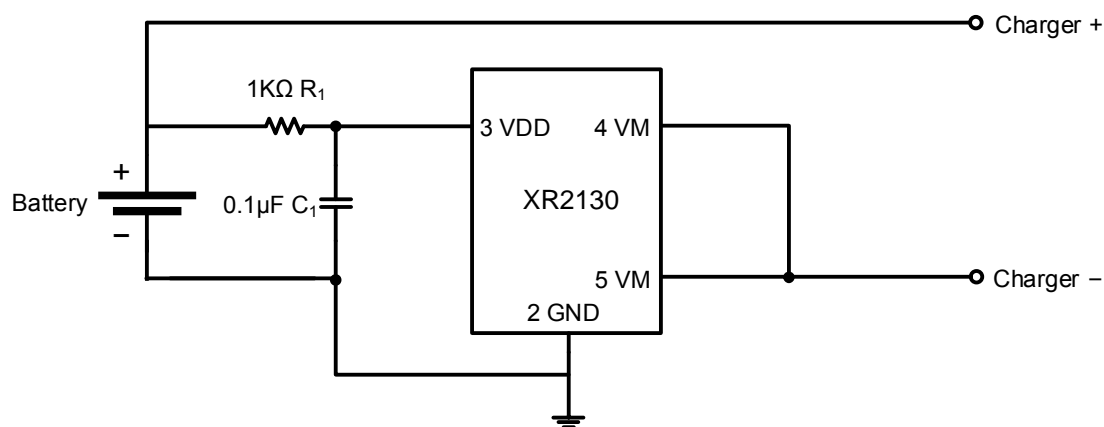 Charger +
1KΩ R₁
3 VDD
4 VM
+
Battery
−
0.1μF C₁
XR2130
5 VM
Charger −
2 GND